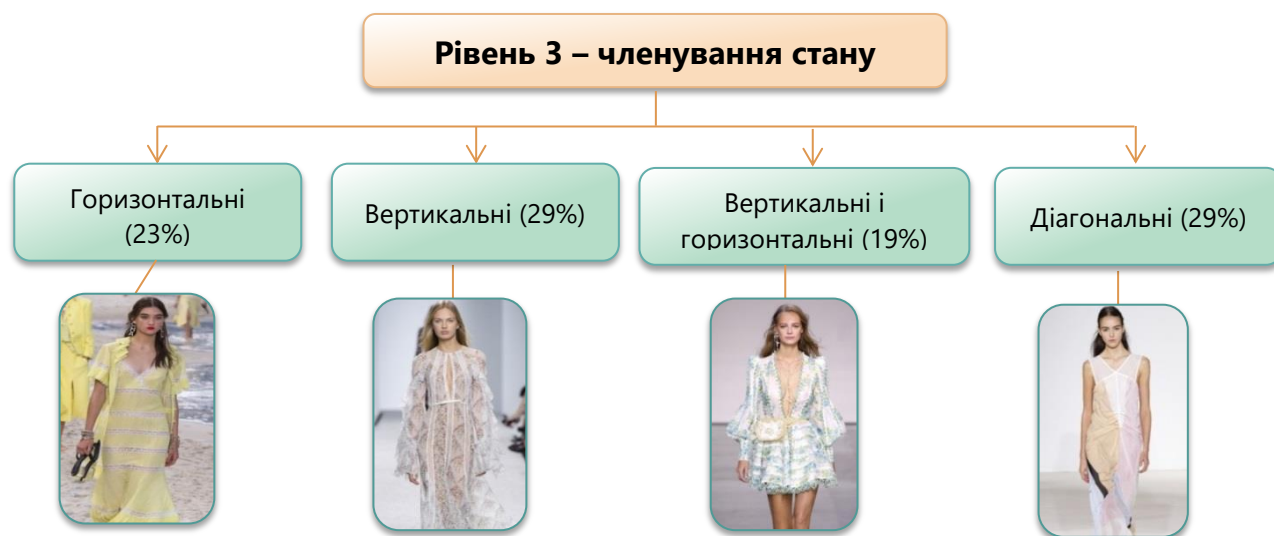 Рівень 3 – членування стану
Горизонтальні
(23%)
Вертикальні (29%)
Вертикальні і
горизонтальні (19%)
Діагональні (29%)